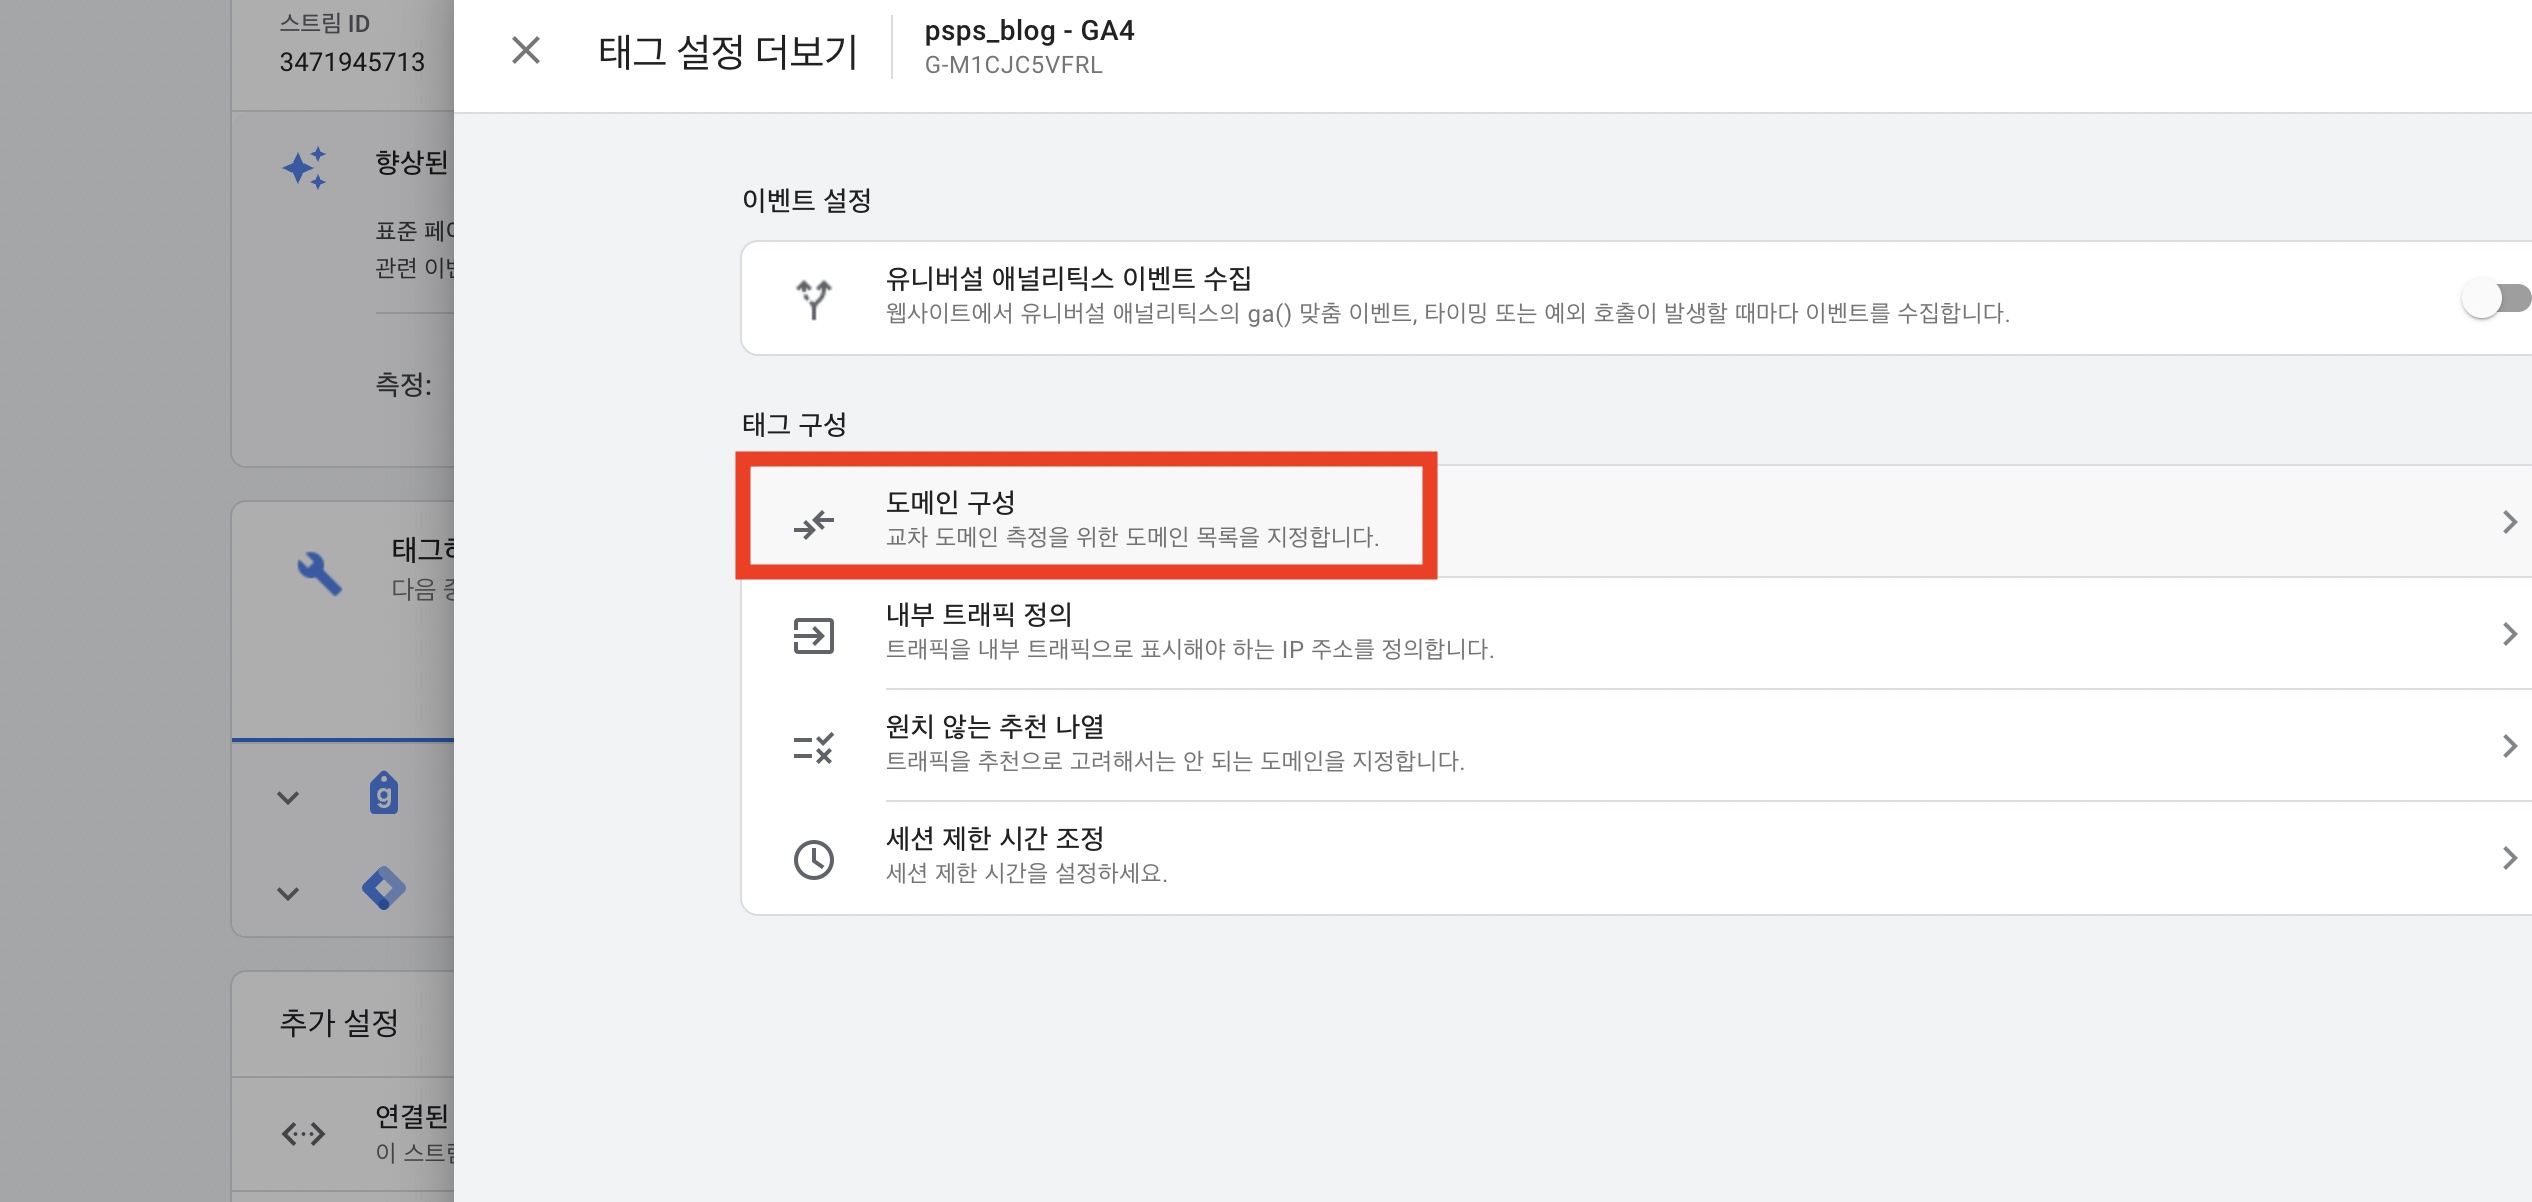 스트림 ID
3471945713
향상된
표준
관련
측정:
다음
추가 설정
연결된
이
태그 설정 더보기
psps_blog - GA4
G-M1CJC5VFRL
이벤트 설정
유니버설 애널리틱스 이벤트 수집
웹사이트에서 유니버설 애널리틱스의 ga() 맞춤 이벤트, 타이밍 또는 예외 호출이 발생할 때마다 이벤트를 수집합니다.
태그 구성
도메인 구성
교차 도메인 측정을 위한 도메인 목록을 지정합니다.
내부 트래픽 정의
트래픽을 내부 트래픽으로 표시해야 하는 IP 주소를 정의합니다.
원치 않는 추천 나열
트래픽을 추천으로 고려해서는 안 되는 도메인을 지정합니다.
세션 제한 시간 조정
세션 제한 시간을 설정하세요.